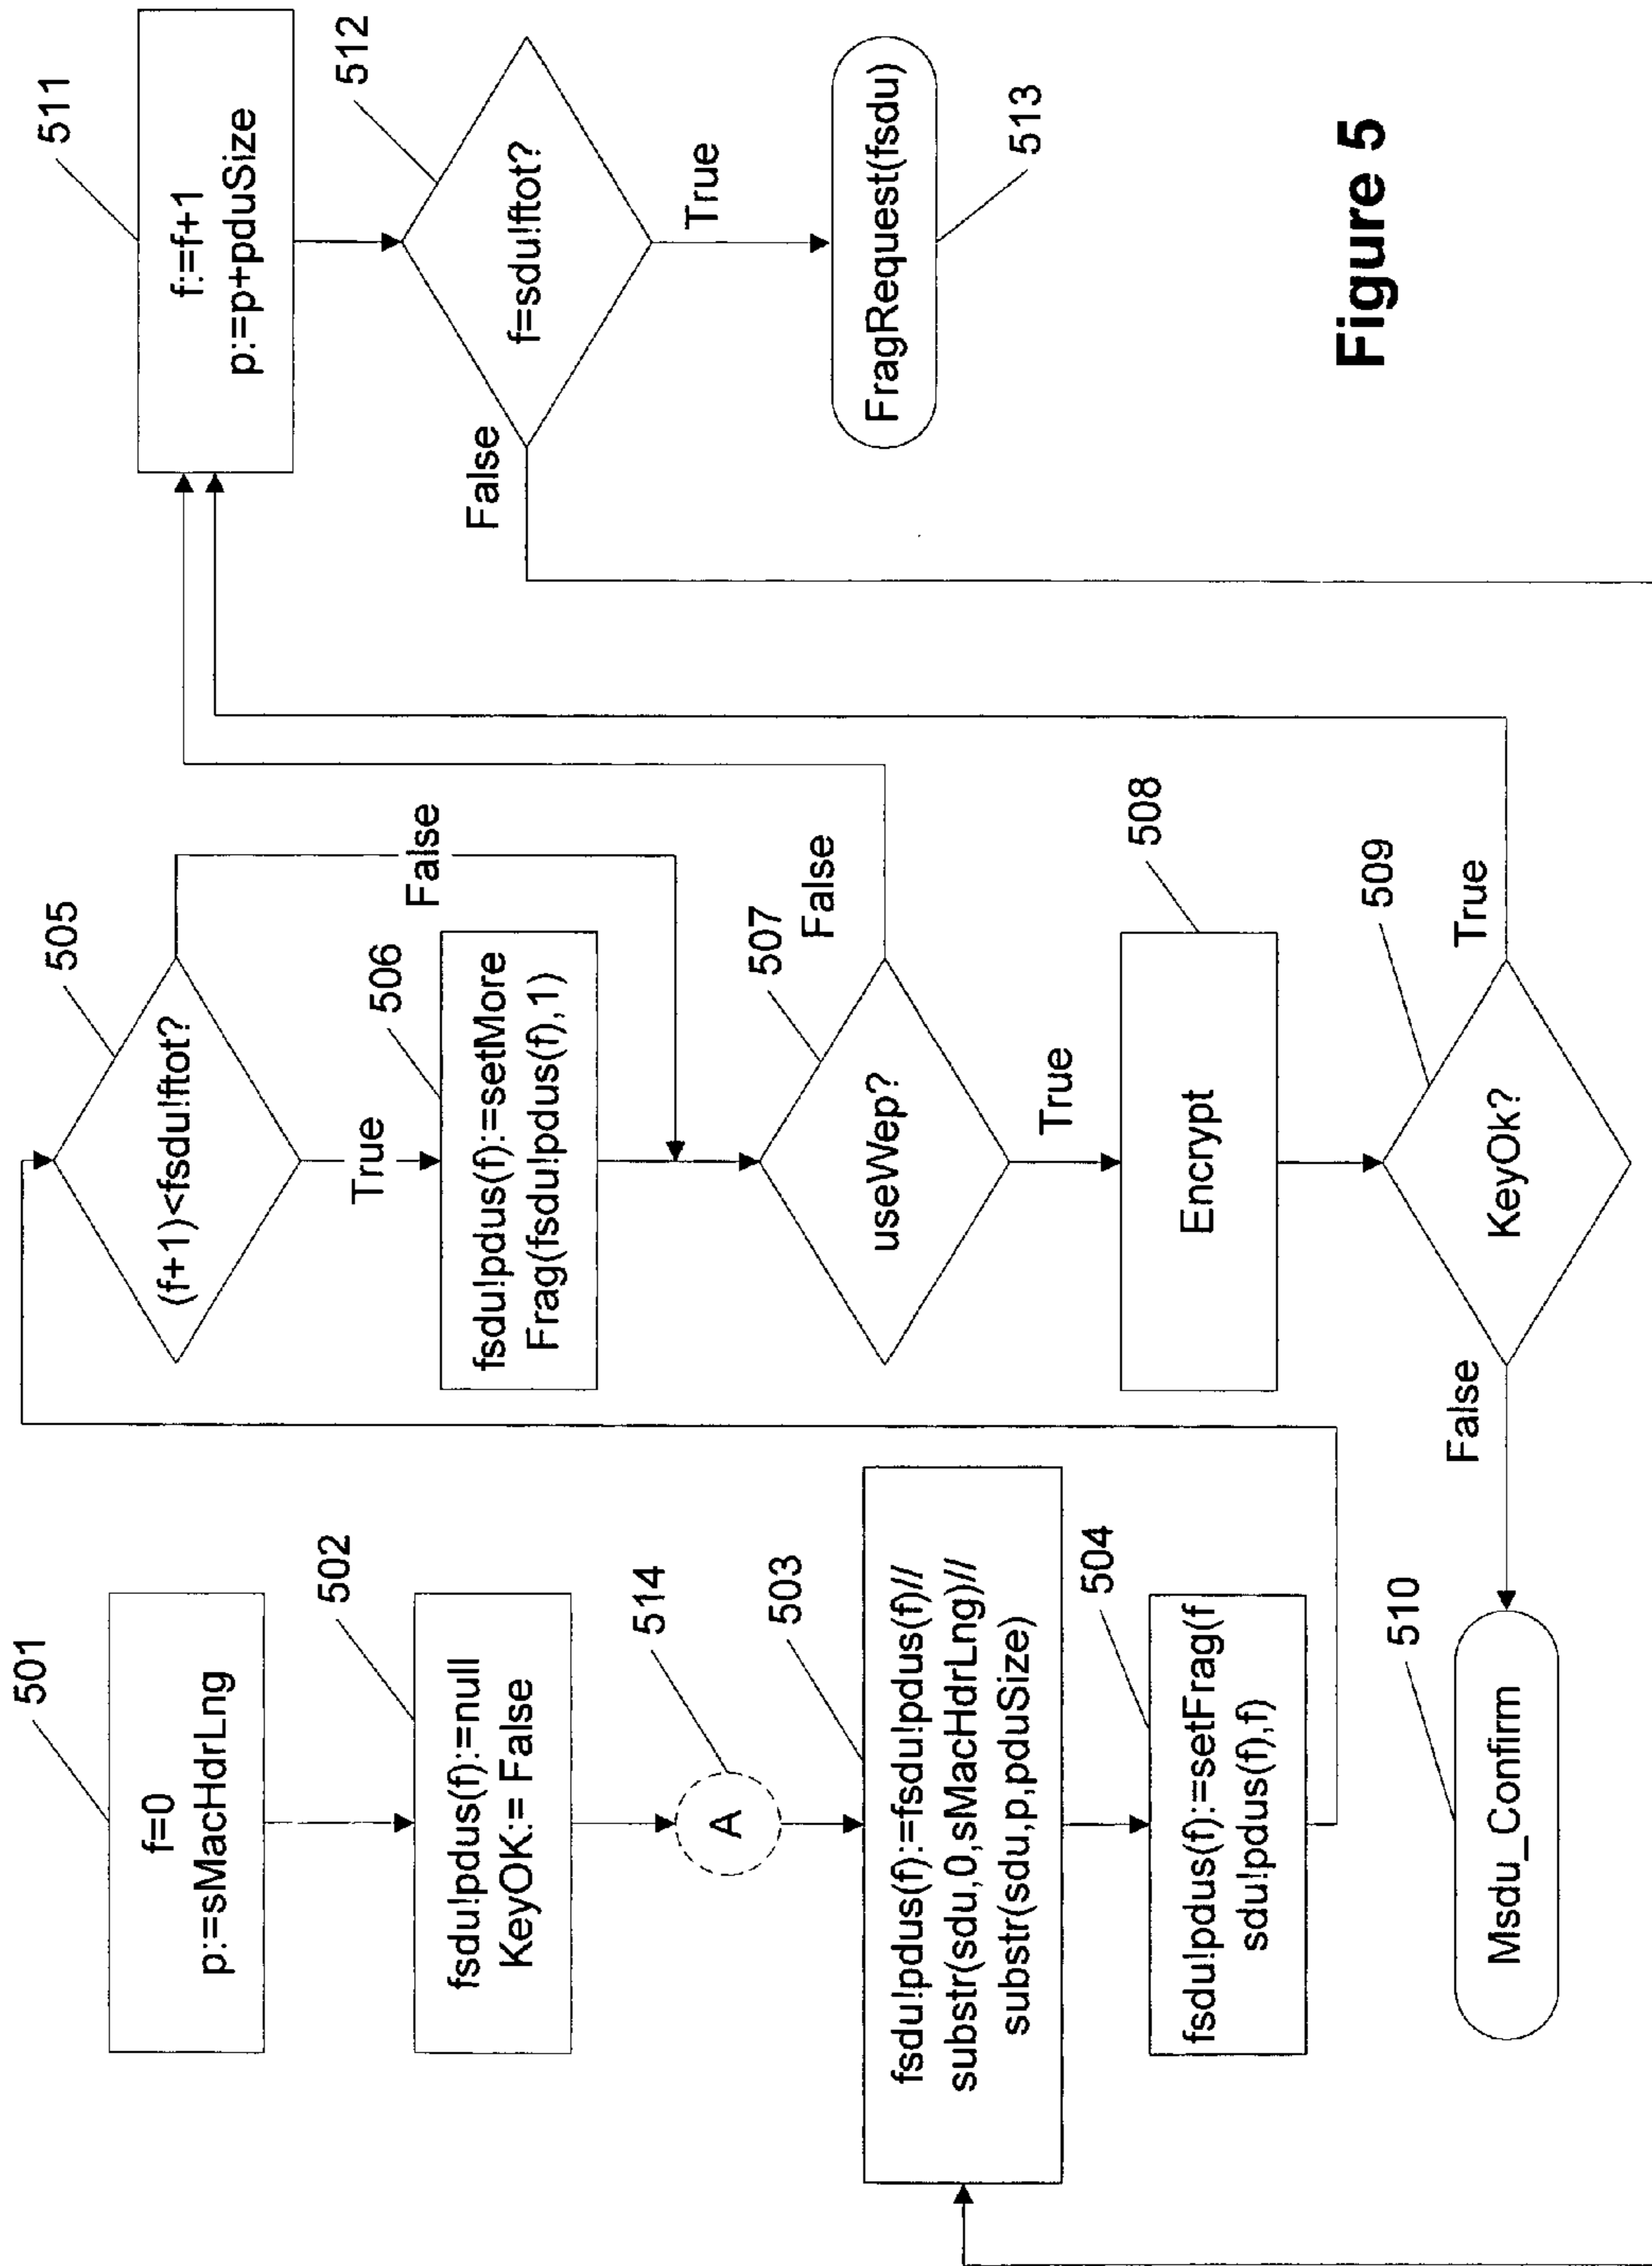 501
f=0
p:=sMacHdrLng
502
fsdu!pdus(f):=null
KeyOK:= False
514
A
503
fsdu!pdus(f):=fsdu!pdus(f)//
substr(sdu,0,sMacHdrLng)//
substr(sdu,p,pduSize)
504
fsdu!pdus(f):=setFrag(f
sdu!pdus(f),f)
505
(f+1)<fsdu!ftot?
False
True
506
fsdu!pdus(f):=setMore
Frag(fsdu!pdus(f),1)
507
useWep?
False
True
508
Encrypt
509
KeyOk?
False
True
510
Msdu_Confirm
511
f:=f+1
p:=p+pduSize
512
f=sdu!ftot?
False
True
FragRequest(fsdu)
513
Figure 5